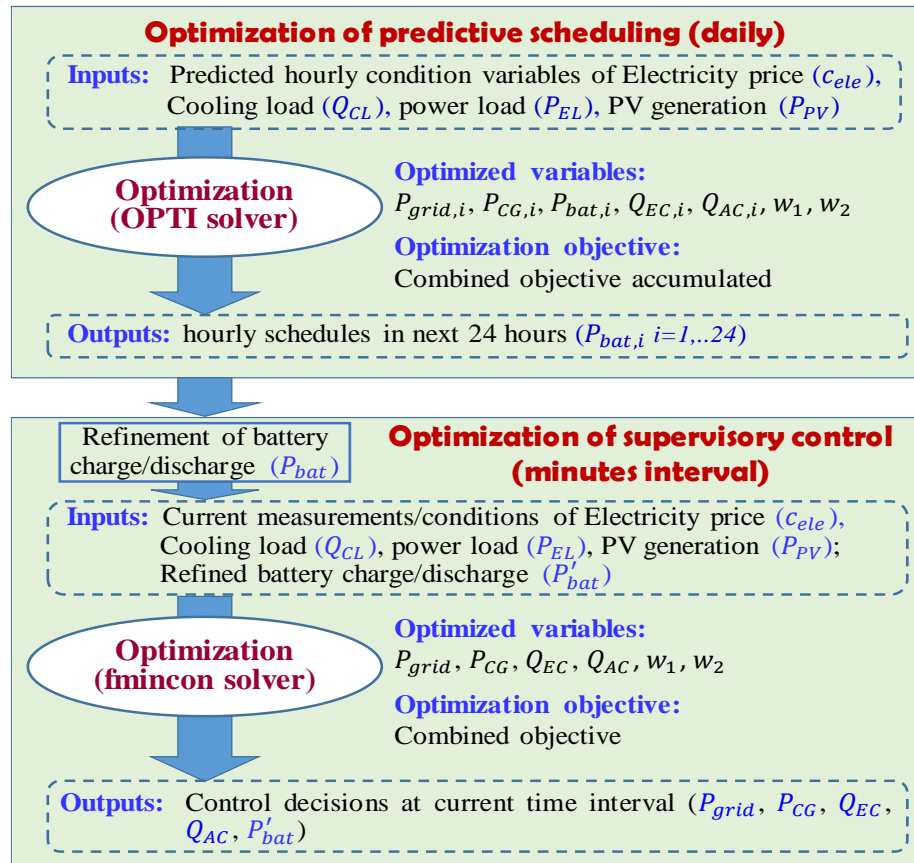 Optimization of predictive scheduling (daily)
Inputs: Predicted hourly condition variables of Electricity price (c_ele),
Cooling load (Q_CL), power load (P_EL), PV generation (P_PV)
Optimization
(OPTI solver)
Optimized variables:
P_grid,i, P_CG,i, P_bat,i, Q_EC,i, Q_AC,i, w_1, w_2
Optimization objective:
Combined objective accumulated
Outputs: hourly schedules in next 24 hours (P_bat,i i=1,..24)
Refinement of battery
charge/discharge (P_bat)
Optimization of supervisory control
(minutes interval)
Inputs: Current measurements/conditions of Electricity price (c_ele),
Cooling load (Q_CL), power load (P_EL), PV generation (P_PV);
Refined battery charge/discharge (P'_bat)
Optimization
(fmincon solver)
Optimized variables:
P_grid, P_CG, Q_EC, Q_AC, w_1, w_2
Optimization objective:
Combined objective
Outputs: Control decisions at current time interval (P_grid, P_CG, Q_EC,
Q_AC, P'_bat)